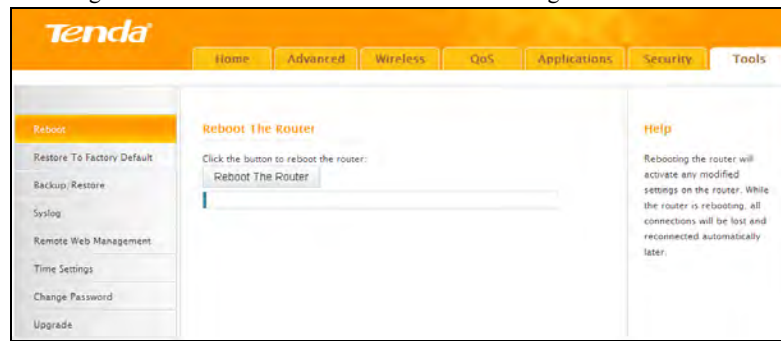 Tenda
Home Advanced Wireless QoS Applications Security Tools
Reboot
Restore To Factory Default
Backup/Restore
Syslog
Remote Web Management
Time Settings
Change Password
Upgrade
Reboot The Router
Click the button to reboot the router:
Reboot The Router
Help
Rebooting the router will
activate any modified
settings on the router. While
the router is rebooting, all
connections will be lost and
reconnected automatically
later.